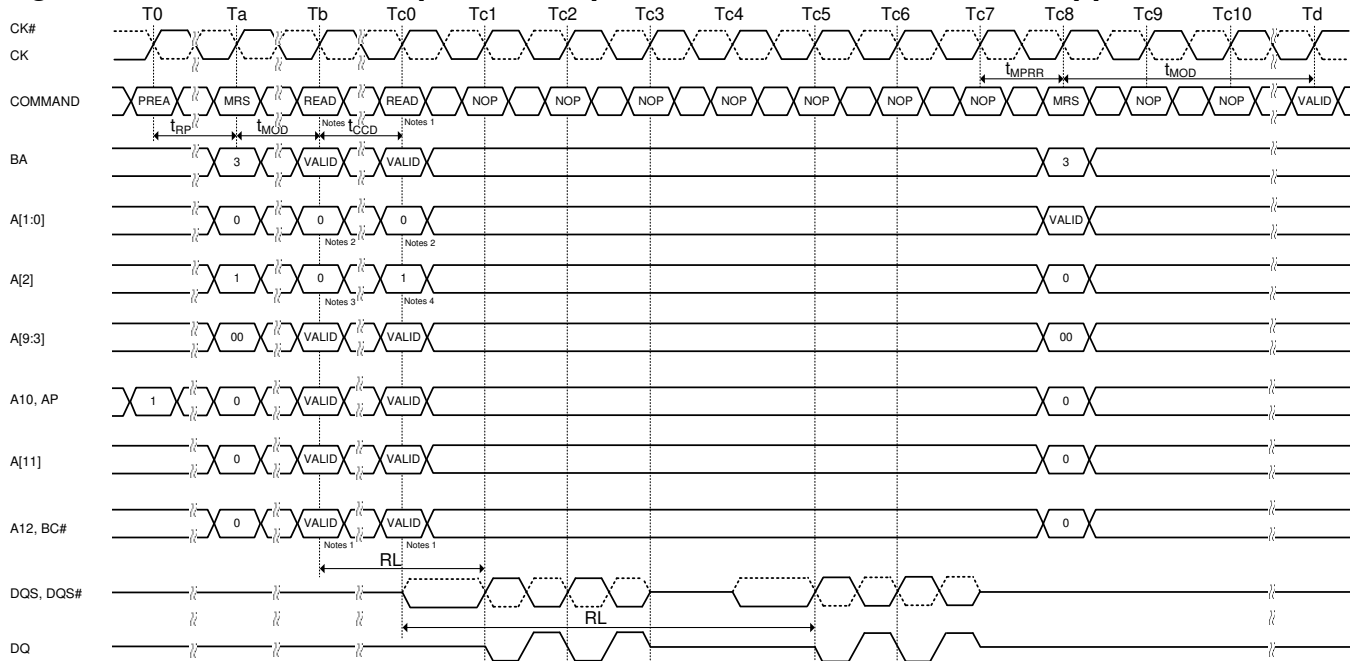 T0 Ta Tb Tc0 Tc1 Tc2 Tc3 Tc4 Tc5 Tc6 Tc7 Tc8 Tc9 Tc10 Td
CK#
CK
tMPRR tMOD
COMMAND PREA MRS READ READ NOP NOP NOP NOP NOP NOP NOP MRS NOP NOP VALID
Notes 1 Notes 1
tRP tMOD tCCD
BA 3 VALID VALID 3
A[1:0] 0 0 0 VALID
Notes 2 Notes 2
A[2] 1 0 1 0
Notes 3 Notes 4
A[9:3] 00 VALID VALID 00
A10, AP 1 0 VALID VALID 0
A[11] 0 VALID VALID 0
A12, BC# 0 VALID VALID 0
Notes 1 Notes 1
RL
DQS, DQS#
RL
DQ